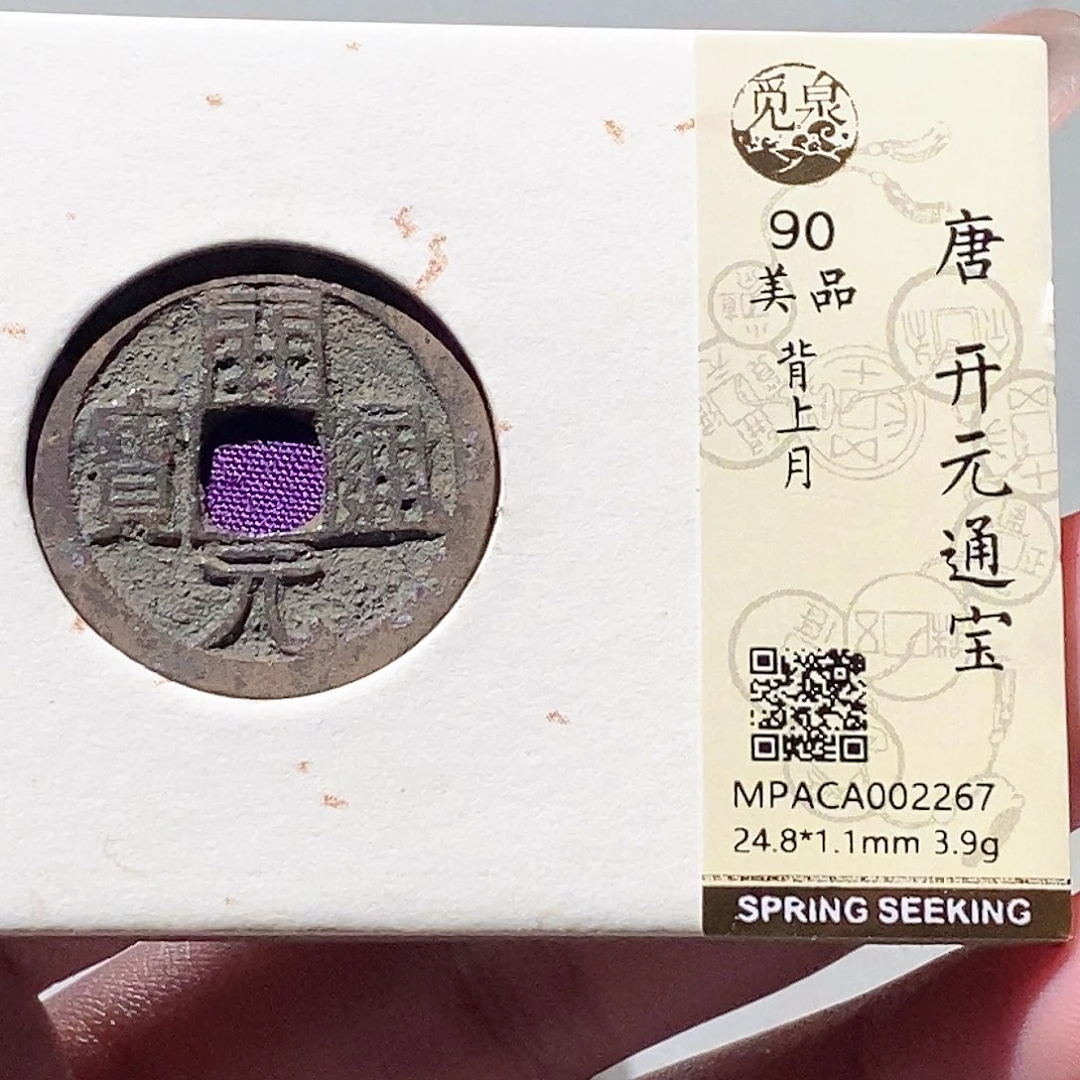 開元通寶
觅泉
90
美品
背上月
唐 开元通宝
MPACA002267
24.8*1.1mm 3.9g
SPRING SEEKING